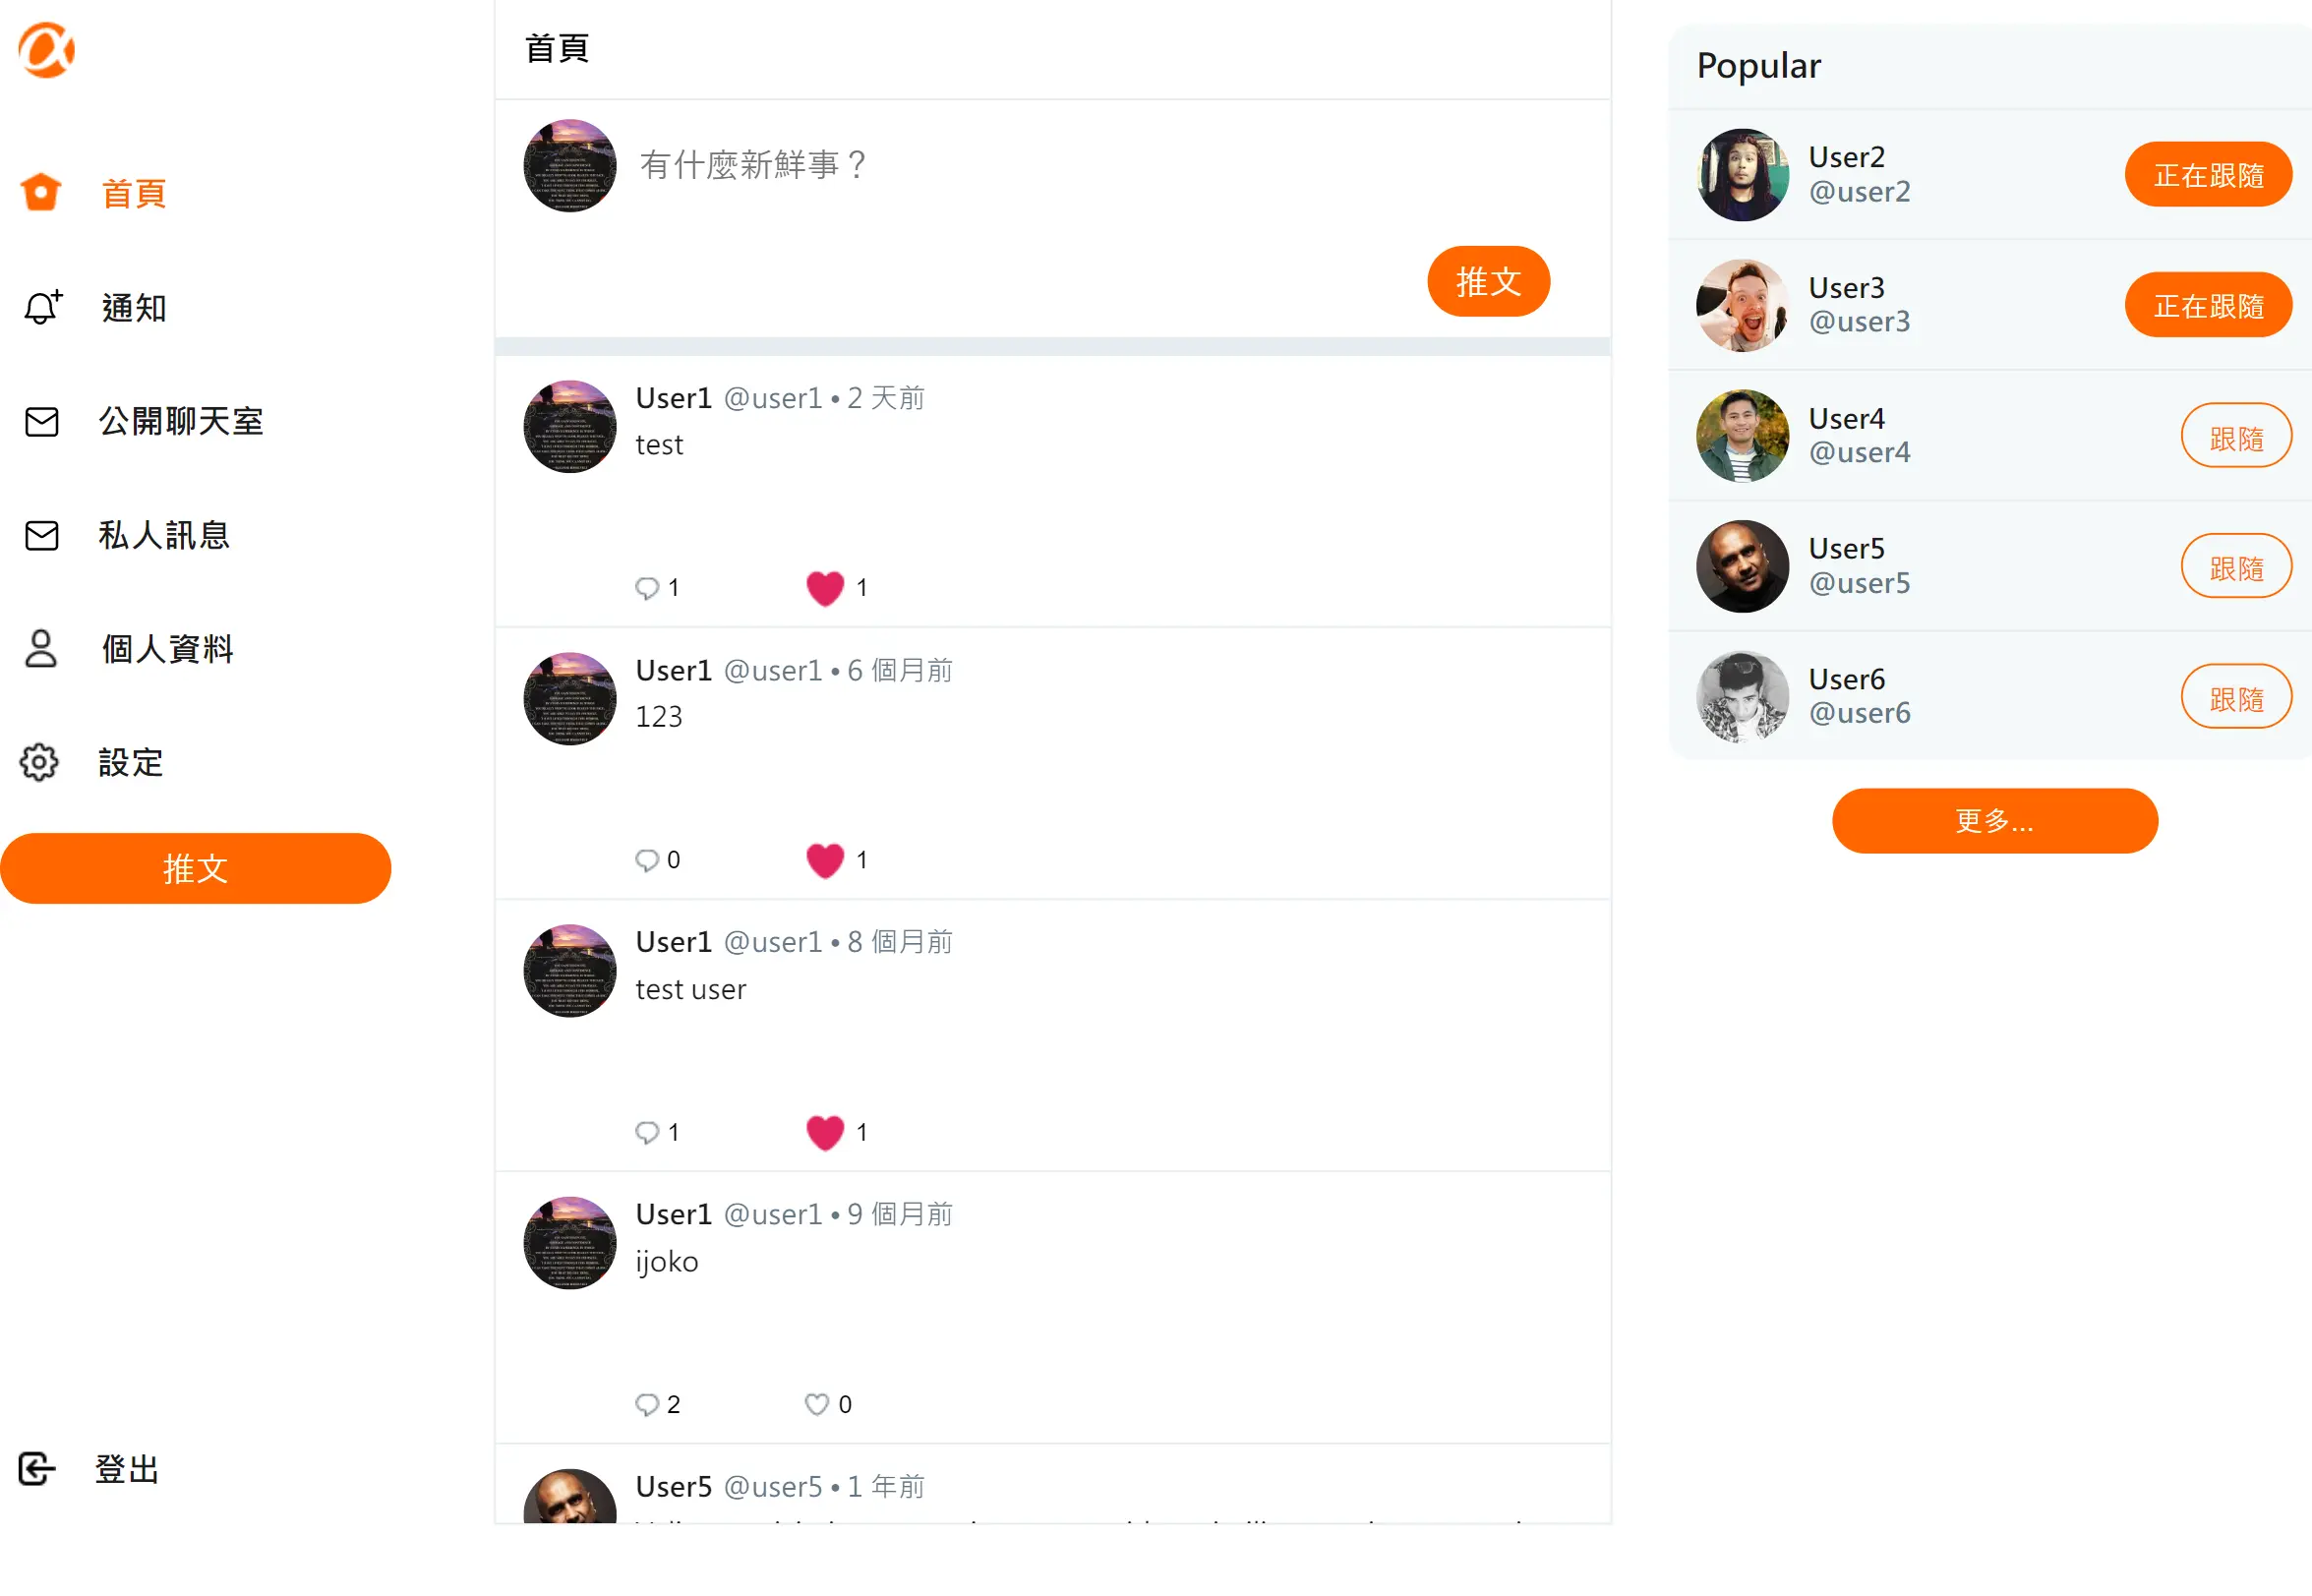 首頁
通知
公開聊天室
私人訊息
個人資料
設定
推文
登出
首頁
有什麼新鮮事？
推文
User1 @user1 • 2 天前
test
1 1
User1 @user1 • 6 個月前
123
0 1
User1 @user1 • 8 個月前
test user
1 1
User1 @user1 • 9 個月前
ijoko
2 0
User5 @user5 • 1 年前
Popular
User2
@user2
正在跟隨
User3
@user3
正在跟隨
User4
@user4
跟隨
User5
@user5
跟隨
User6
@user6
跟隨
更多...